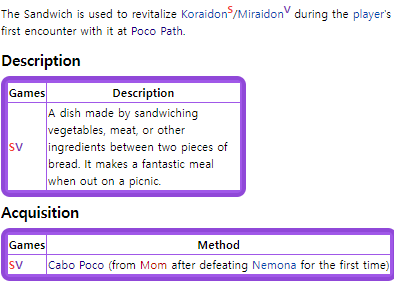 The Sandwich is used to revitalize KoraidonS/MiraidonV during the player's
first encounter with it at Poco Path.
Description
Games Description
SV
A dish made by sandwiching
vegetables, meat, or other
ingredients between two pieces of
bread. It makes a fantastic meal
when out on a picnic.
Acquisition
Games Method
SV Cabo Poco (from Mom after defeating Nemona for the first time)